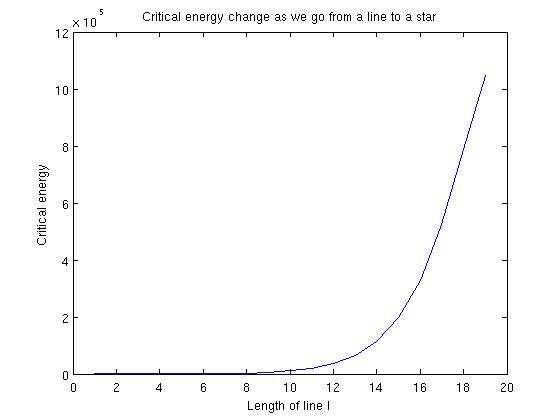 Critical energy change as we go from a line to a star
× 10^5
12
10
8
6
4
2
0
Critical energy
0 2 4 6 8 10 12 14 16 18 20
Length of line l